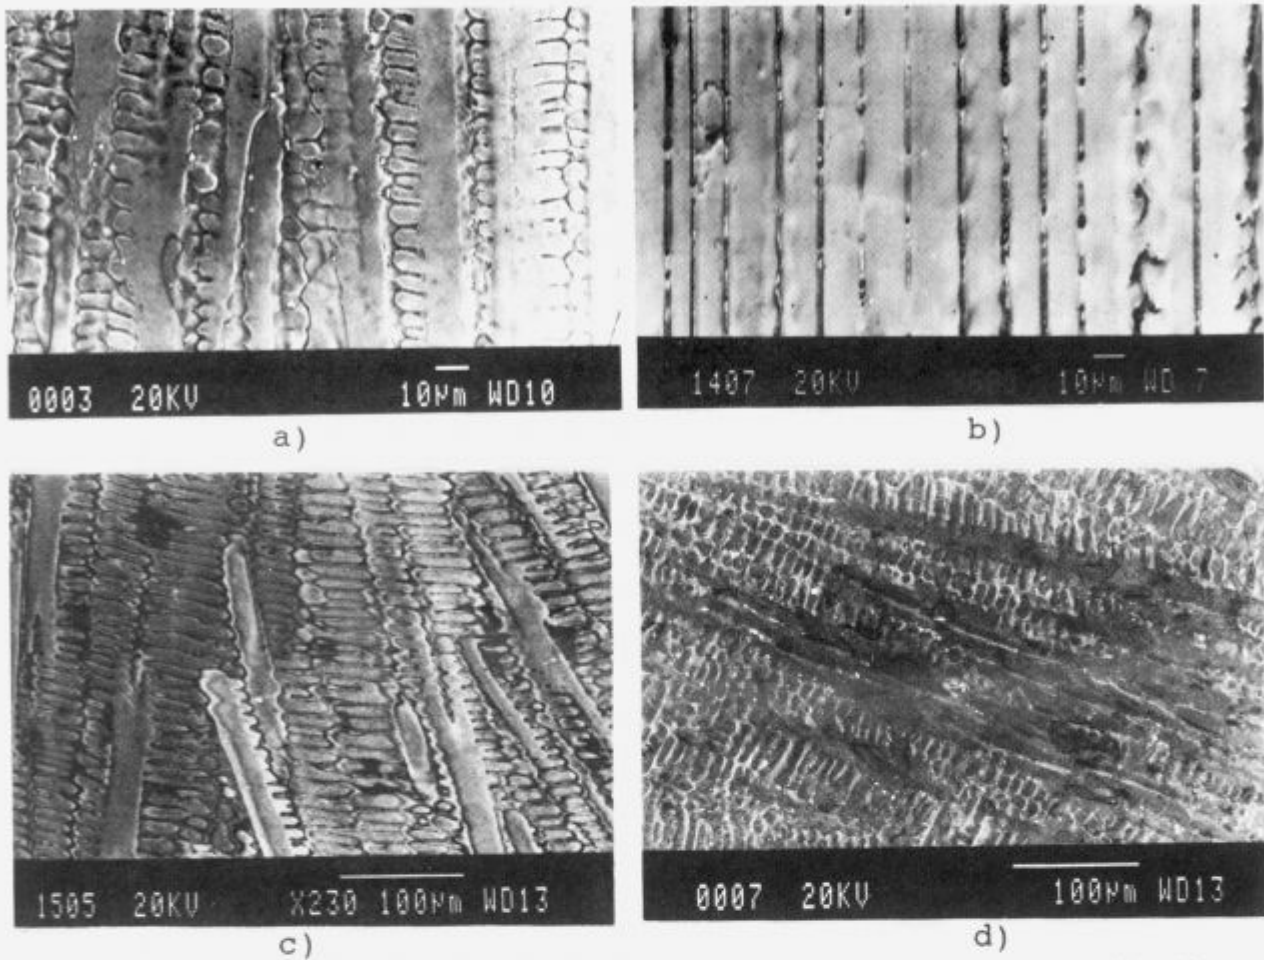 0003 20KV 10µm WD10
a)
1407 20KV 10µm WD 7
b)
1505 20KV X230 100µm WD13
c)
0007 20KV 100µm WD13
d)